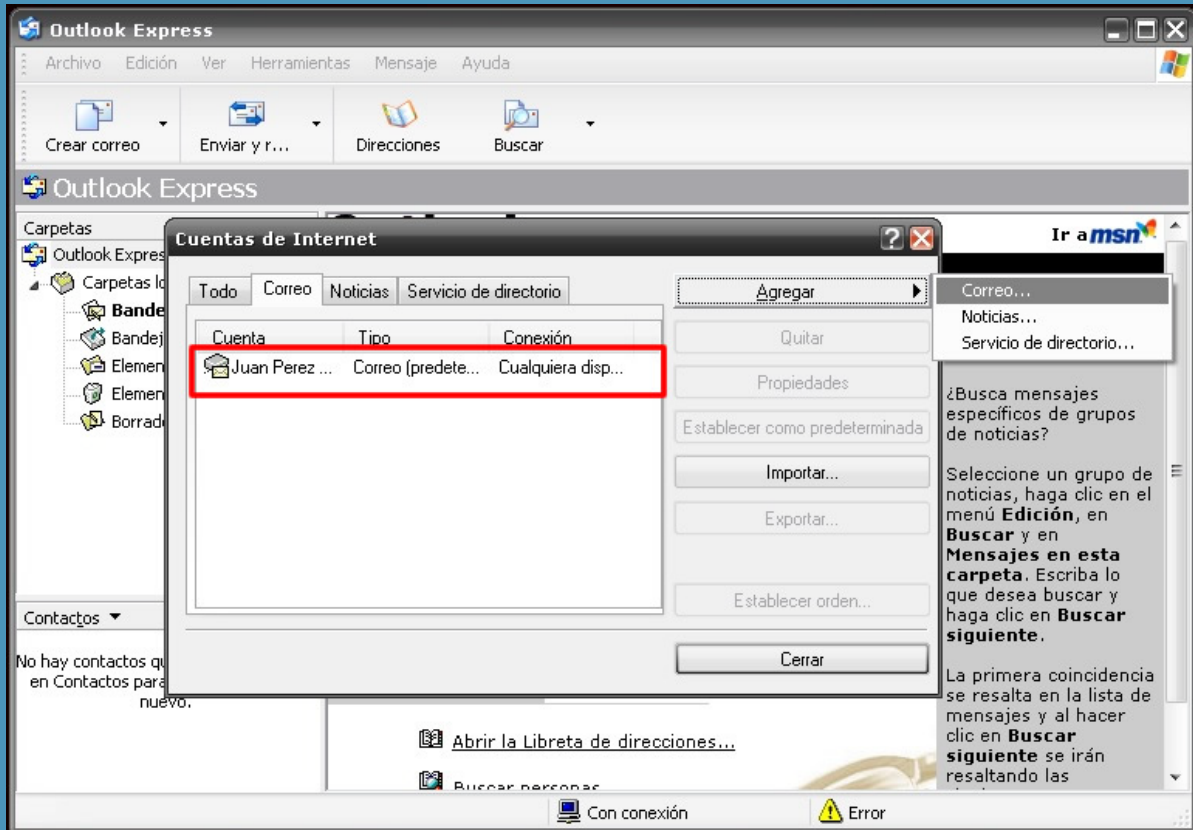 Outlook Express
Archivo Edición Ver Herramientas Mensaje Ayuda
Crear correo Enviar y r... Direcciones Buscar
Outlook Express
Carpetas
Outlook Expres
Carpetas lo
Bande
Bandej
Elemen
Elemen
Borrad
Contactos
No hay contactos qu
en Contactos para
nuevo.
Cuentas de Internet
Todo Correo Noticias Servicio de directorio
Cuenta Tipo Conexión
Juan Perez ... Correo (predete... Cualquiera disp...
Agregar
Quitar
Propiedades
Establecer como predeterminada
Importar...
Exportar...
Establecer orden...
Cerrar
Correo...
Noticias...
Servicio de directorio...
Ir a msn
¿Busca mensajes
específicos de grupos
de noticias?
Seleccione un grupo de
noticias, haga clic en el
menú Edición, en
Buscar y en
Mensajes en esta
carpeta. Escriba lo
que desea buscar y
haga clic en Buscar
siguiente.
La primera coincidencia
se resalta en la lista de
mensajes y al hacer
clic en Buscar
siguiente se irán
resaltando las
Abrir la Libreta de direcciones...
Buscar personas
Con conexión Error